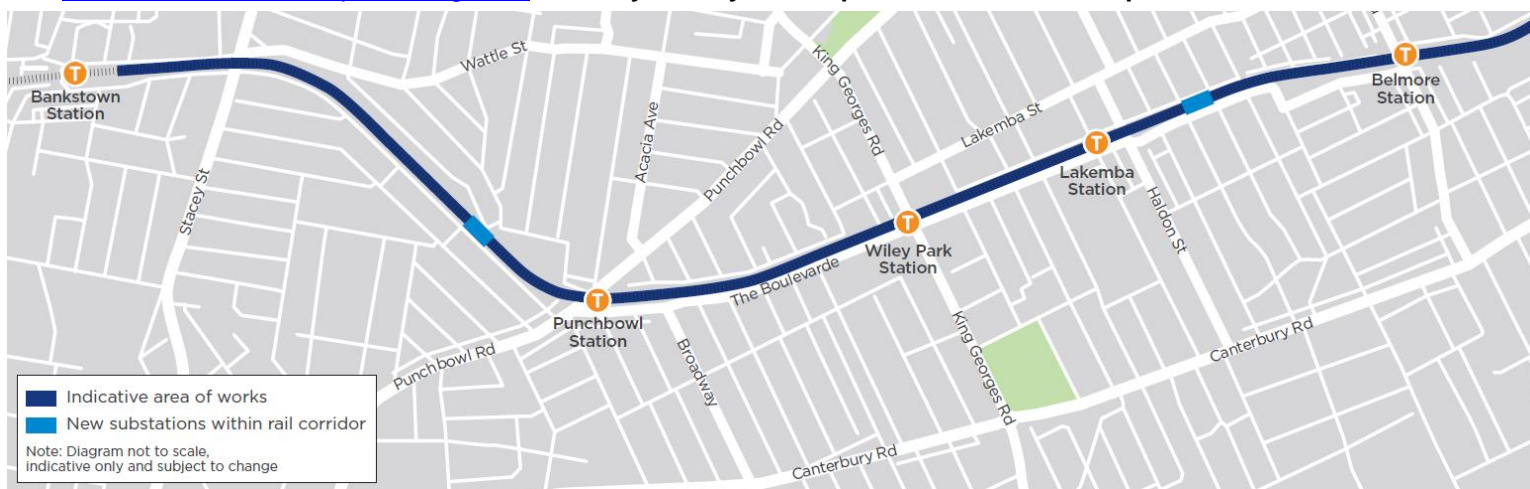 Wattle St
King Georges Rd
T
Belmore
Station
T
Bankstown
Station
Acacia Ave
Punchbowl Rd
Lakemba St
T
Lakemba
Station
Stacey St
Haldon St
T
Wiley Park
Station
The Boulevarde
T
Punchbowl
Station
King Georges Rd
Canterbury Rd
Punchbowl Rd
Broadway
Canterbury Rd
Indicative area of works
New substations within rail corridor
Note: Diagram not to scale,
indicative only and subject to change